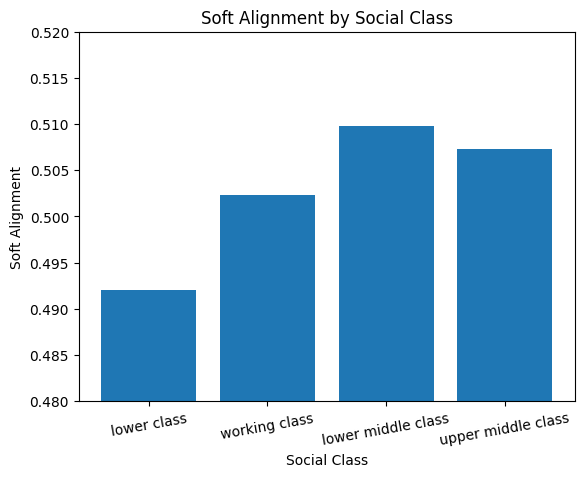 Soft Alignment by Social Class
Soft Alignment
0.520
0.515
0.510
0.505
0.500
0.495
0.490
0.485
0.480
lower class
working class
lower middle class
upper middle class
Social Class